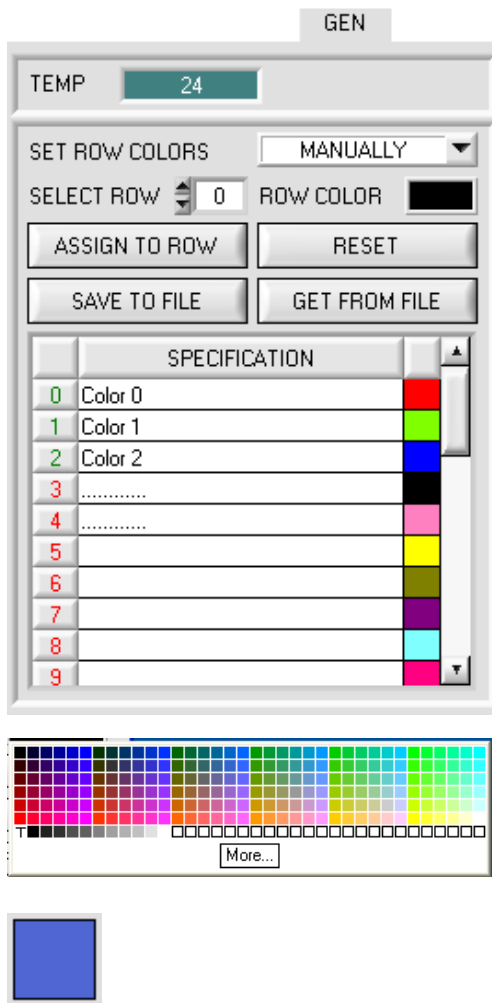 GEN
TEMP 24
SET ROW COLORS MANUALLY
SELECT ROW 0 ROW COLOR
ASSIGN TO ROW RESET
SAVE TO FILE GET FROM FILE
SPECIFICATION
0 Color 0
1 Color 1
2 Color 2
3 ............
4 ............
5
6
7
8
9
T
More...